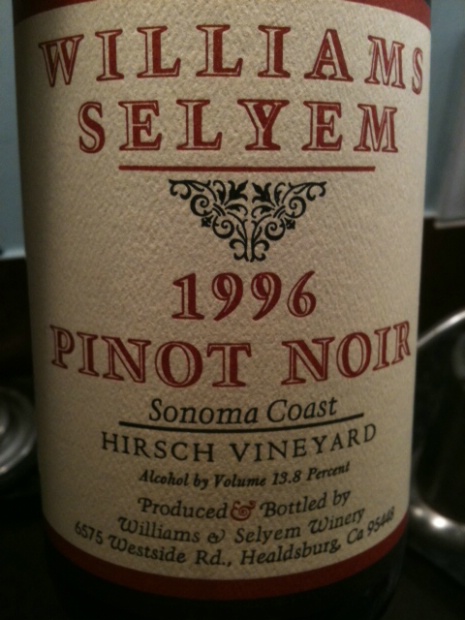 WILLIAMS
SELYEM
1996
PINOT NOIR
Sonoma Coast
HIRSCH VINEYARD
Alcohol by Volume 13.8 Percent
Produced & Bottled by
Williams & Selyem Winery
6575 Westside Rd., Healdsburg, Ca 95448